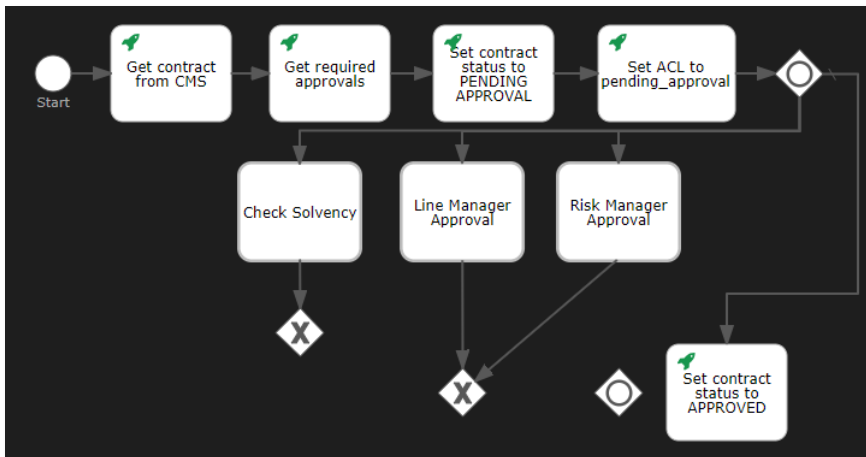 Get contract
from CMS
Get required
approvals
Set contract
status to
PENDING
APPROVAL
Set ACL to
pending_approval
Start
Check Solvency
Line Manager
Approval
Risk Manager
Approval
X
X
Set contract
status to
APPROVED